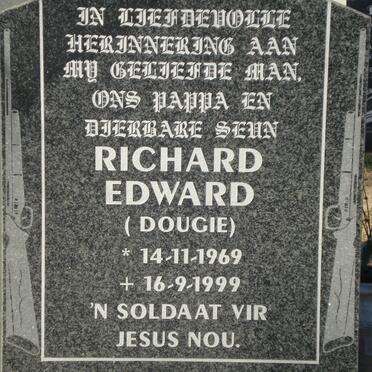 IN LIEFDEVOLLE
HERINNERING AAN
MY GELIEFDE MAN,
ONS PAPPA EN
DIERBARE SEUN
RICHARD
EDWARD
( DOUGIE)
* 14-11-1969
+ 16-9-1999
'N SOLDAAT VIR
JESUS NOU.